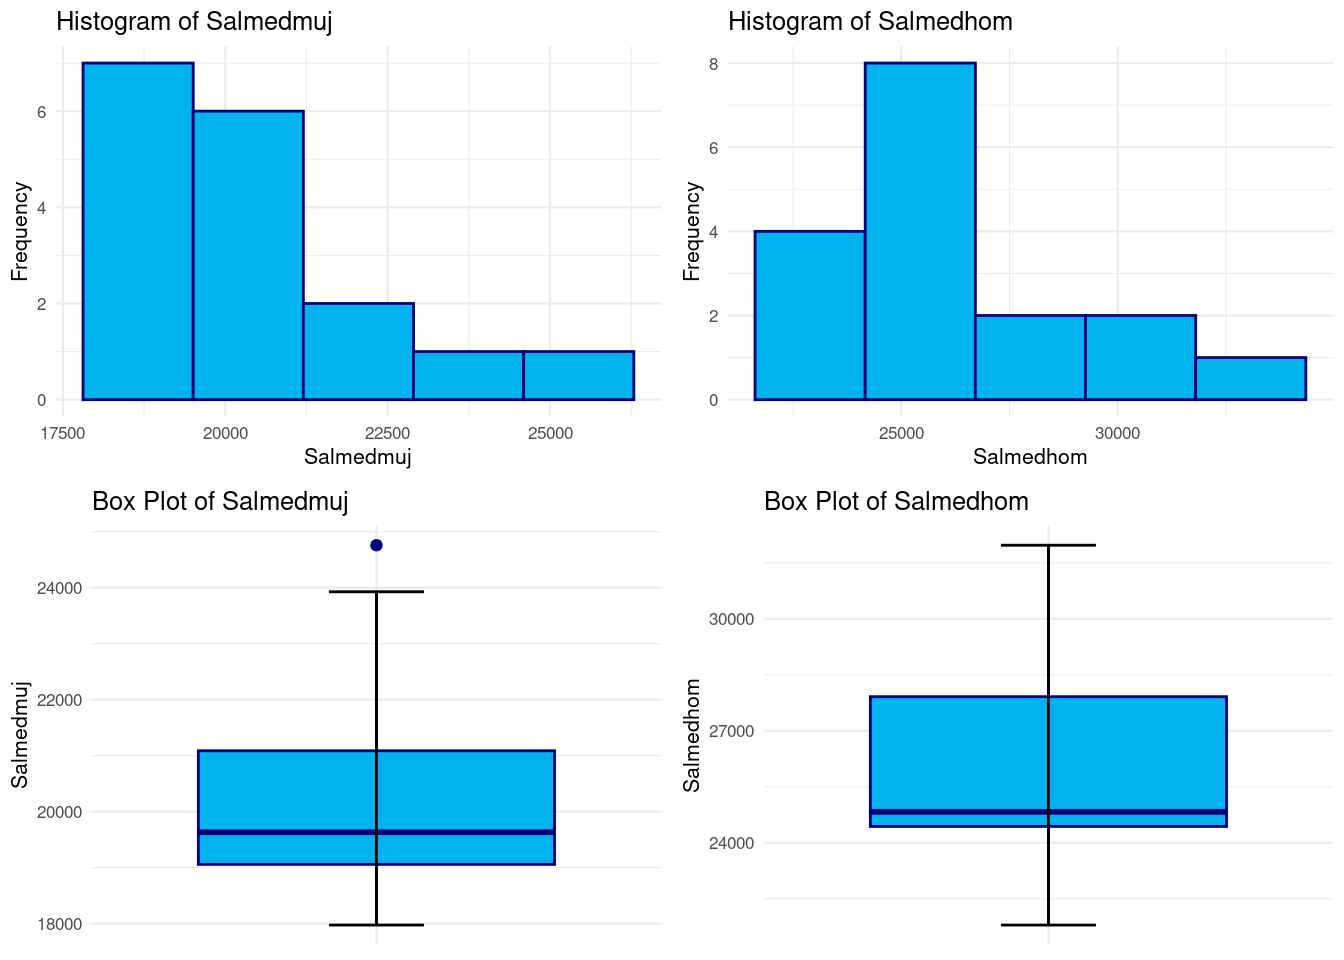 Histogram of Salmedmuj
Frequency
6
4
2
0
17500 20000 22500 25000
Salmedmuj
Histogram of Salmedhom
Frequency
8
6
4
2
0
25000 30000
Salmedhom
Box Plot of Salmedmuj
Salmedmuj
24000
22000
20000
18000
Box Plot of Salmedhom
Salmedhom
30000
27000
24000